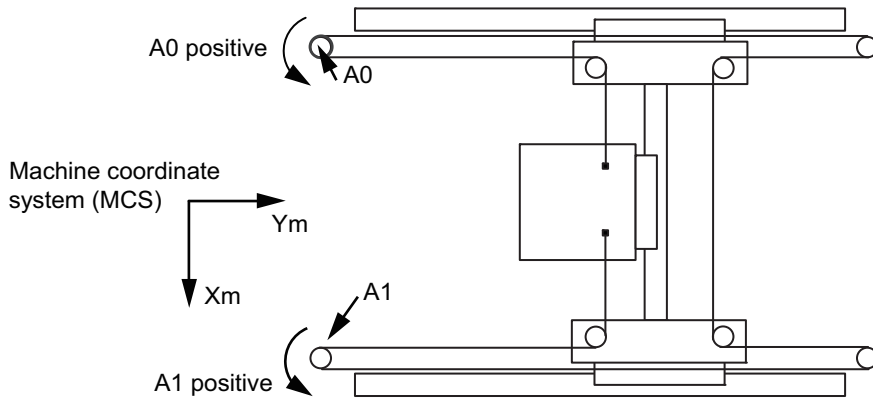 A0 positive
A0
Machine coordinate
system (MCS)
Ym
Xm
A1
A1 positive